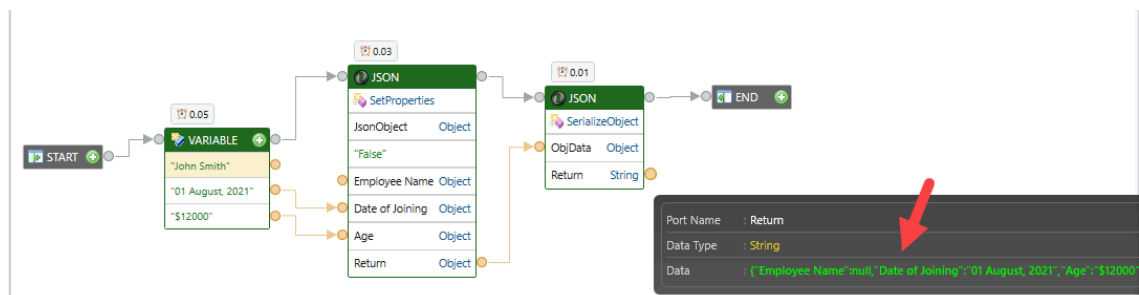 0.03
JSON
SetProperties
JsonObject Object
"False"
Employee Name Object
Date of Joining Object
Age Object
Return Object
0.01
JSON
SerializeObject
ObjData Object
Return String
END
0.05
VARIABLE
"John Smith"
"01 August, 2021"
"$12000"
START
Port Name : Return
Data Type : String
Data : {"Employee Name":null,"Date of Joining":"01 August, 2021","Age":"$12000"